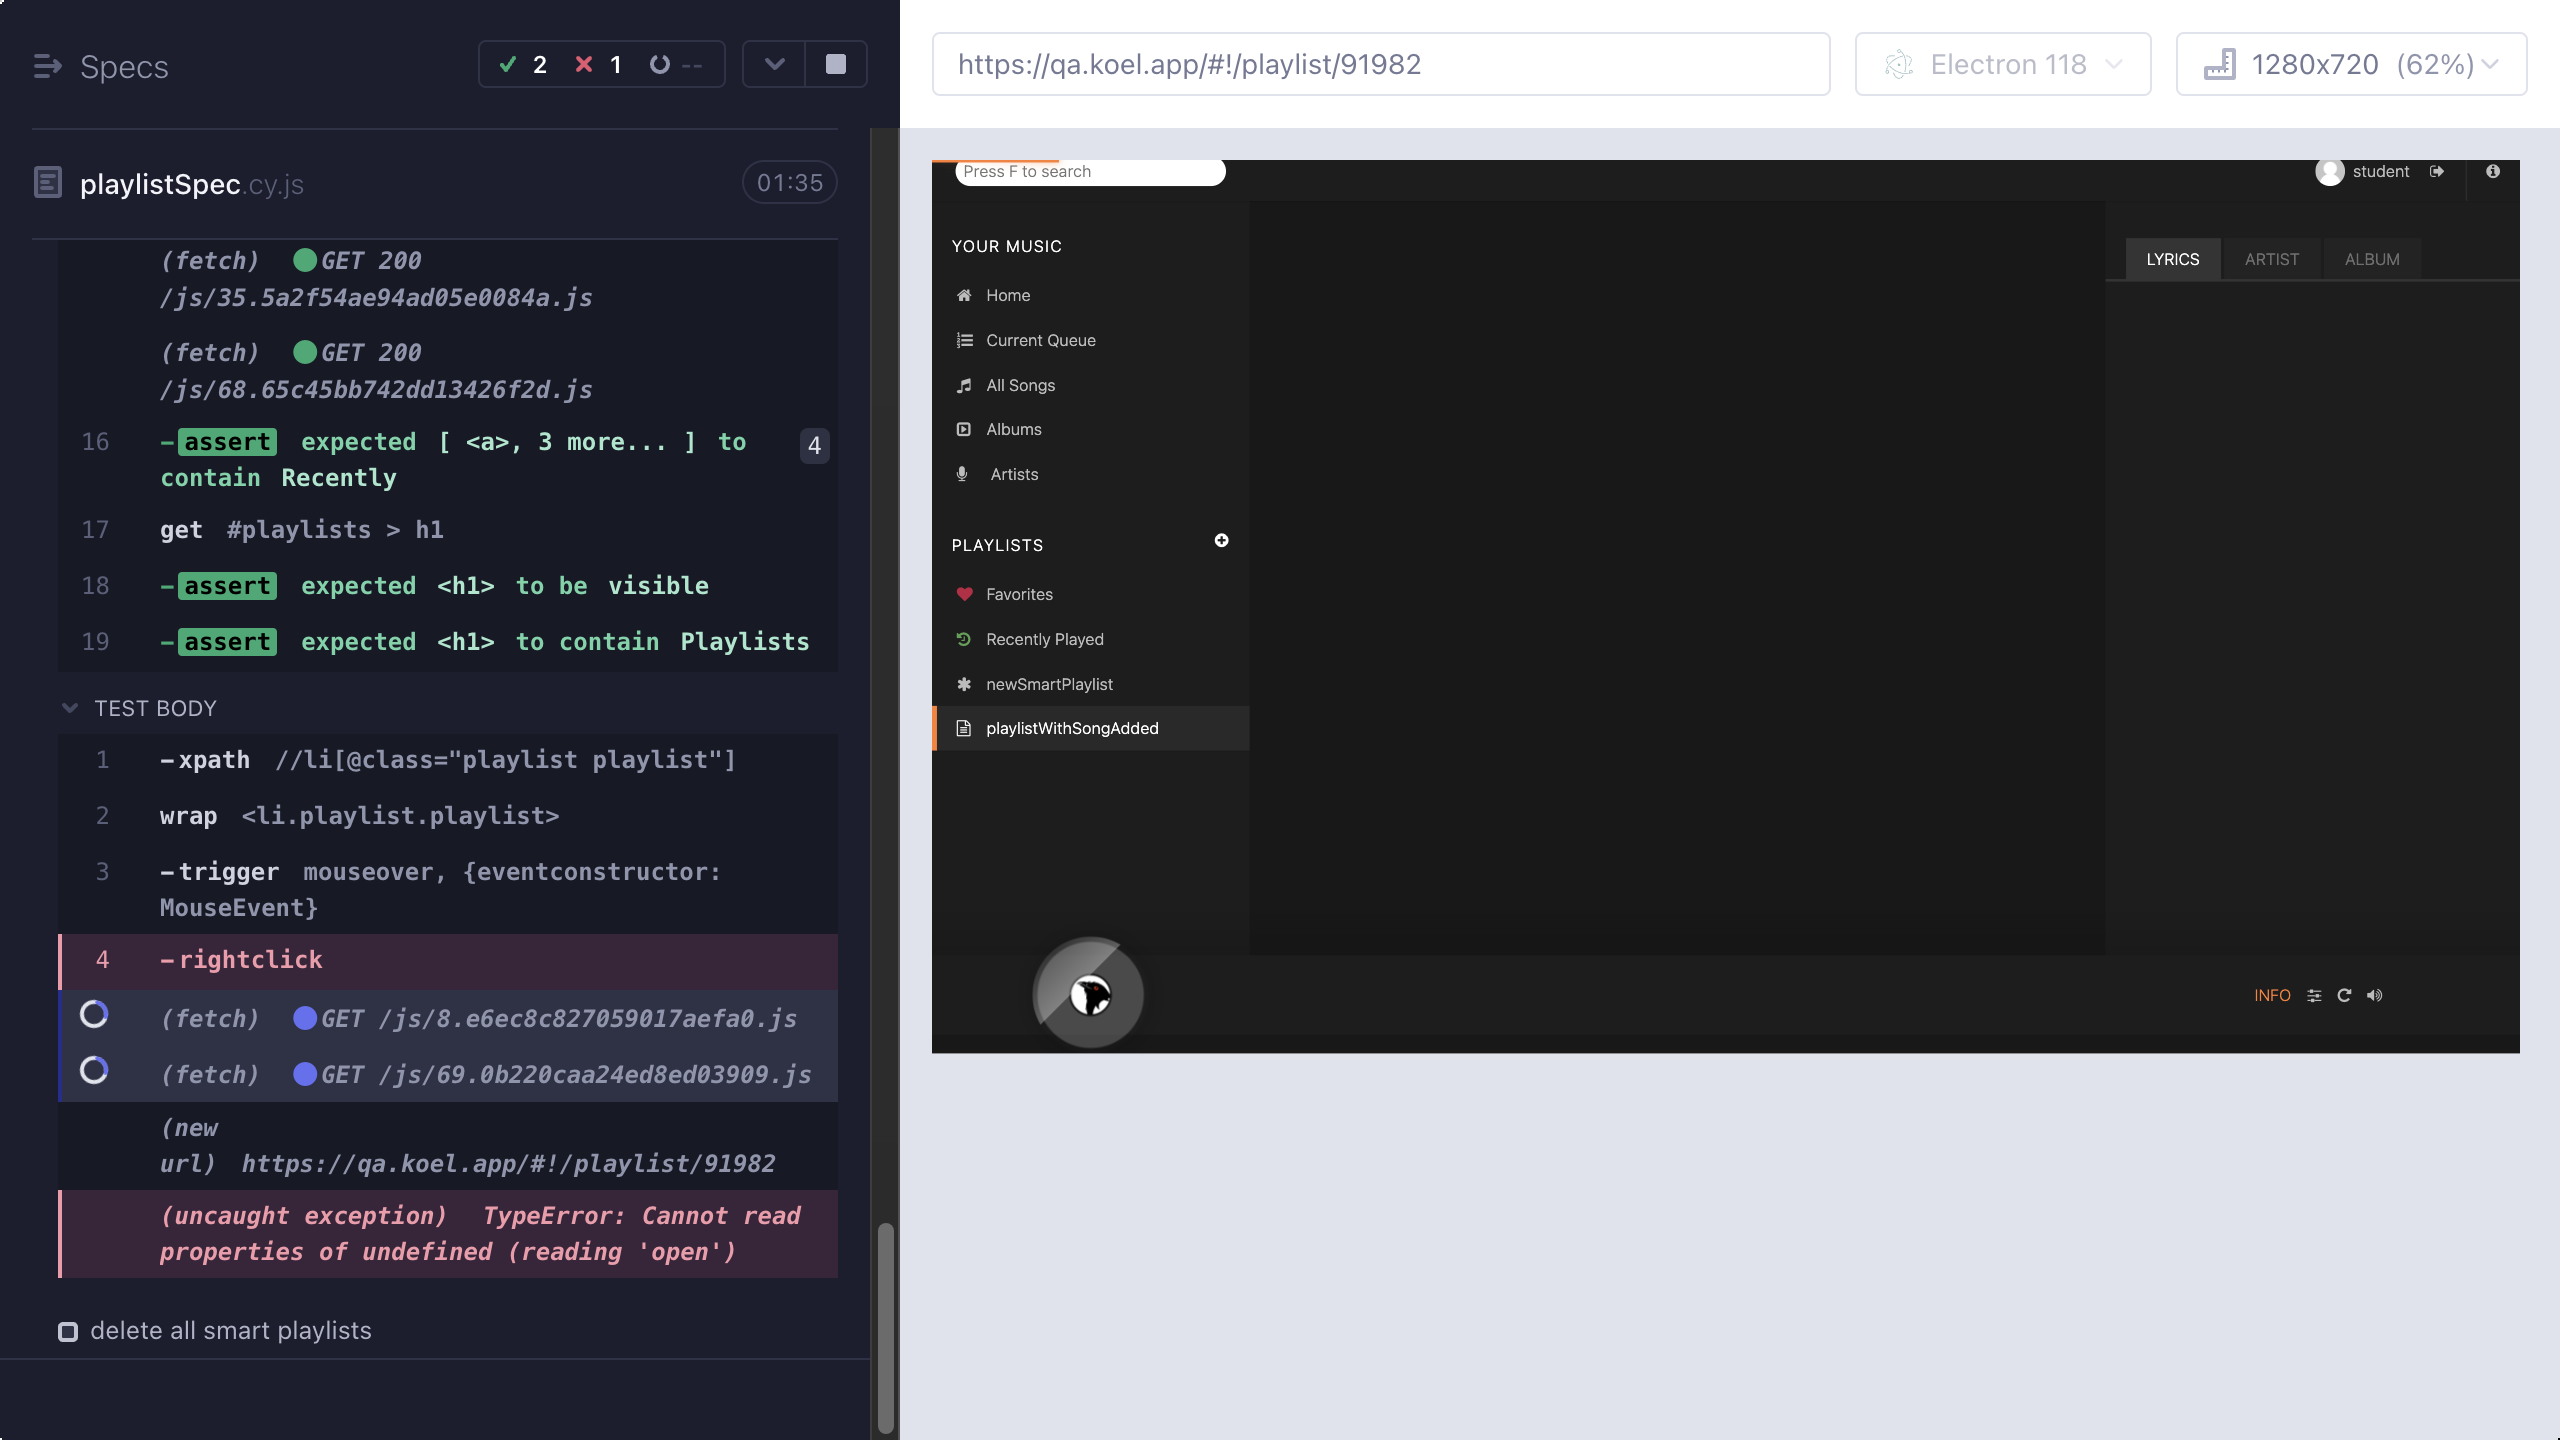 Specs
2
1
--
playlistSpec.cy.js
01:35
(fetch) GET 200
/js/35.5a2f54ae94ad05e0084a.js
(fetch) GET 200
/js/68.65c45bb742dd13426f2d.js
16 -assert expected [ <a>, 3 more... ] to 4
contain Recently
17 get #playlists > h1
18 -assert expected <h1> to be visible
19 -assert expected <h1> to contain Playlists
TEST BODY
1 -xpath //li[@class="playlist playlist"]
2 wrap <li.playlist.playlist>
3 -trigger mouseover, {eventconstructor:
MouseEvent}
4 -rightclick
(fetch) GET /js/8.e6ec8c827059017aefa0.js
(fetch) GET /js/69.0b220caa24ed8ed03909.js
(new
url) https://qa.koel.app/#!/playlist/91982
(uncaught exception) TypeError: Cannot read
properties of undefined (reading 'open')
delete all smart playlists
https://qa.koel.app/#!/playlist/91982
Electron 118
1280x720 (62%)
Press F to search
student
YOUR MUSIC
Home
Current Queue
All Songs
Albums
Artists
PLAYLISTS
Favorites
Recently Played
newSmartPlaylist
playlistWithSongAdded
LYRICS
ARTIST
ALBUM
INFO